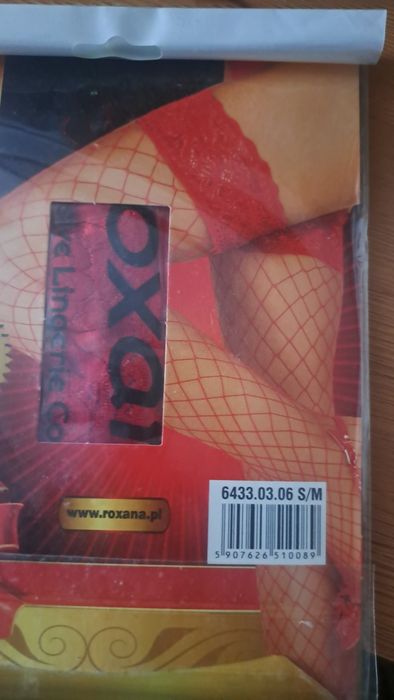 oxa
ve Lingerie Co
www.roxana.pl
6433.03.06 S/M
5 907626 510089